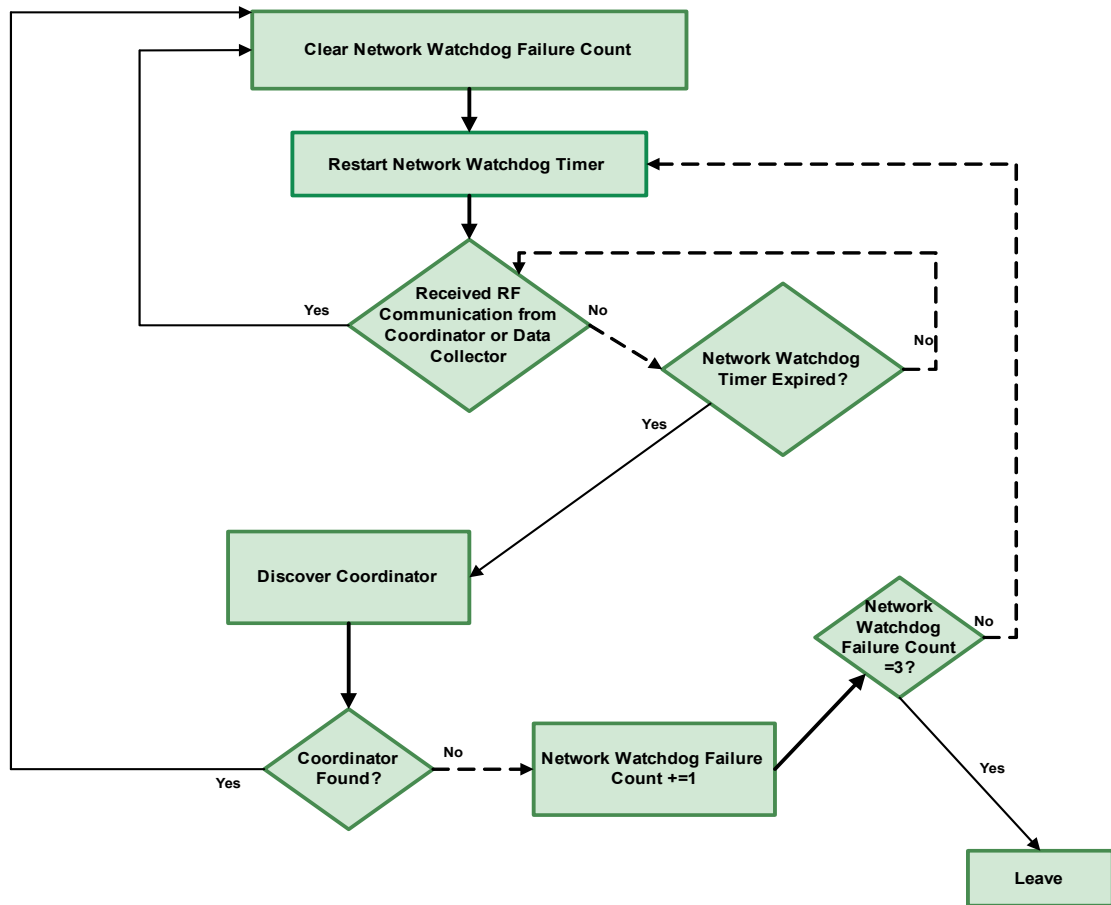 Clear Network Watchdog Failure Count
Restart Network Watchdog Timer
Received RF
Communication from
Coordinator or Data
Collector
Yes
No
Network Watchdog
Timer Expired?
No
Yes
Discover Coordinator
Network
Watchdog
Failure Count
=3?
No
Coordinator
Found?
Yes
No
Network Watchdog Failure
Count +=1
Yes
Leave